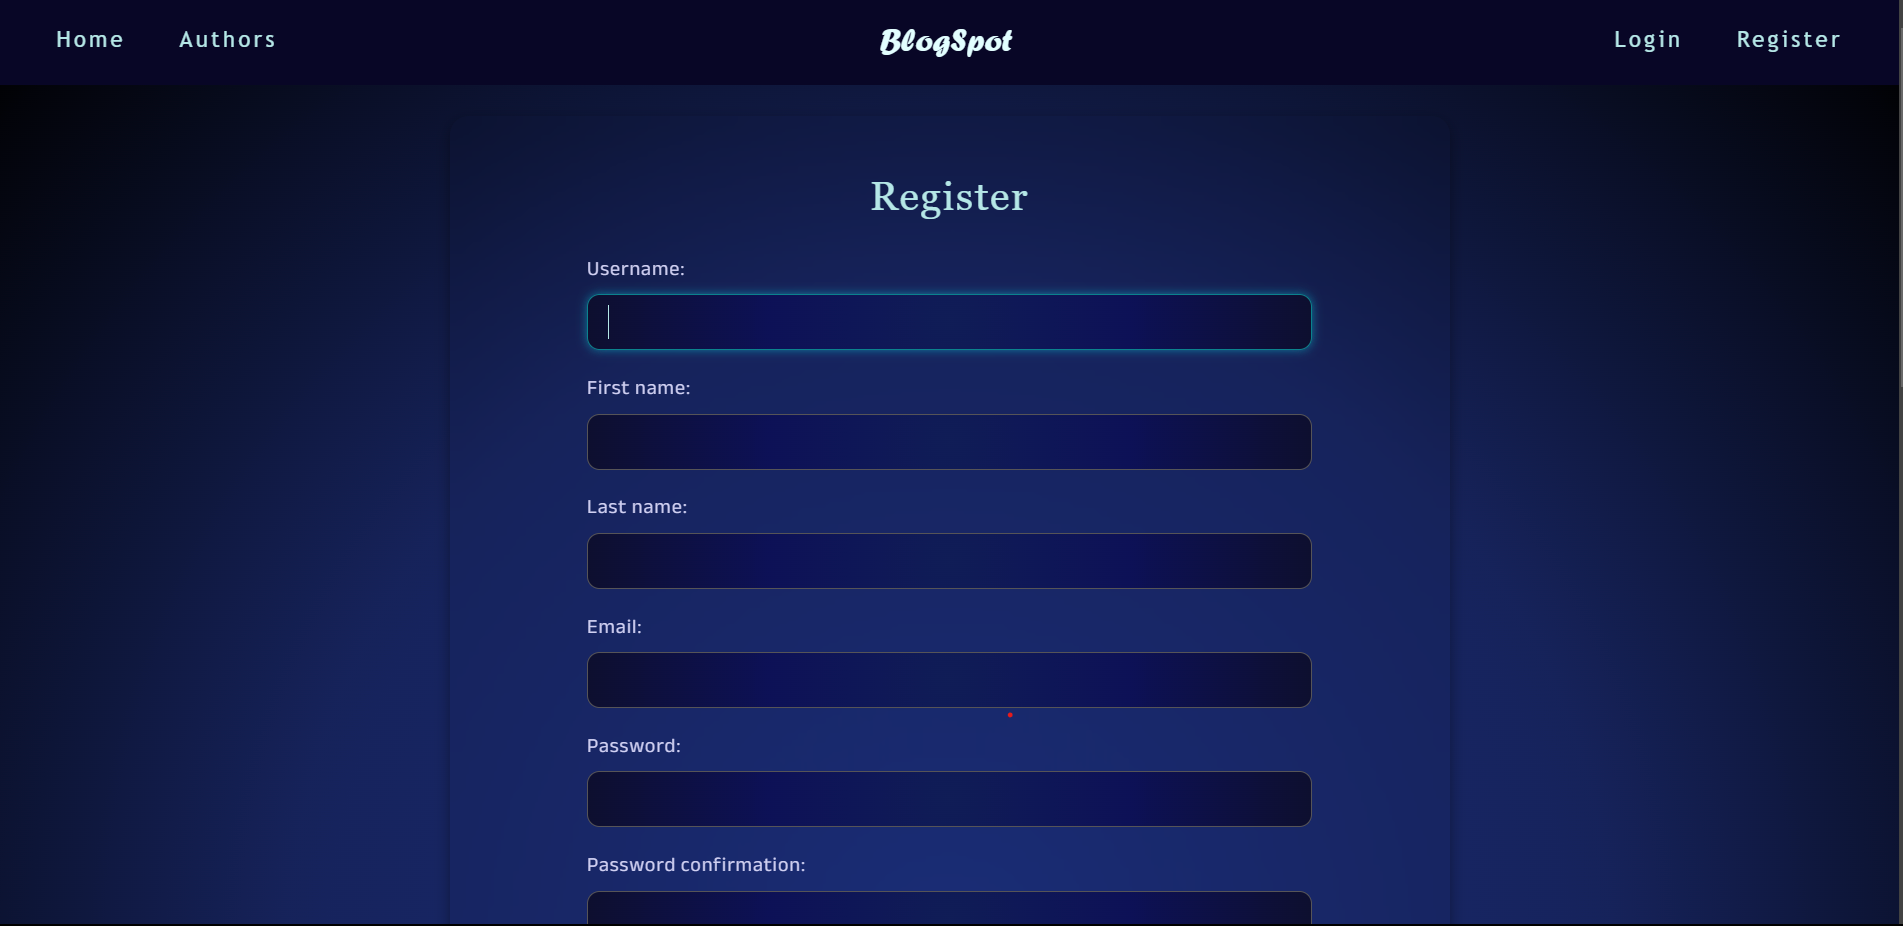 Home Authors BlogSpot Login Register
Register
Username:
First name:
Last name:
Email:
Password:
Password confirmation: